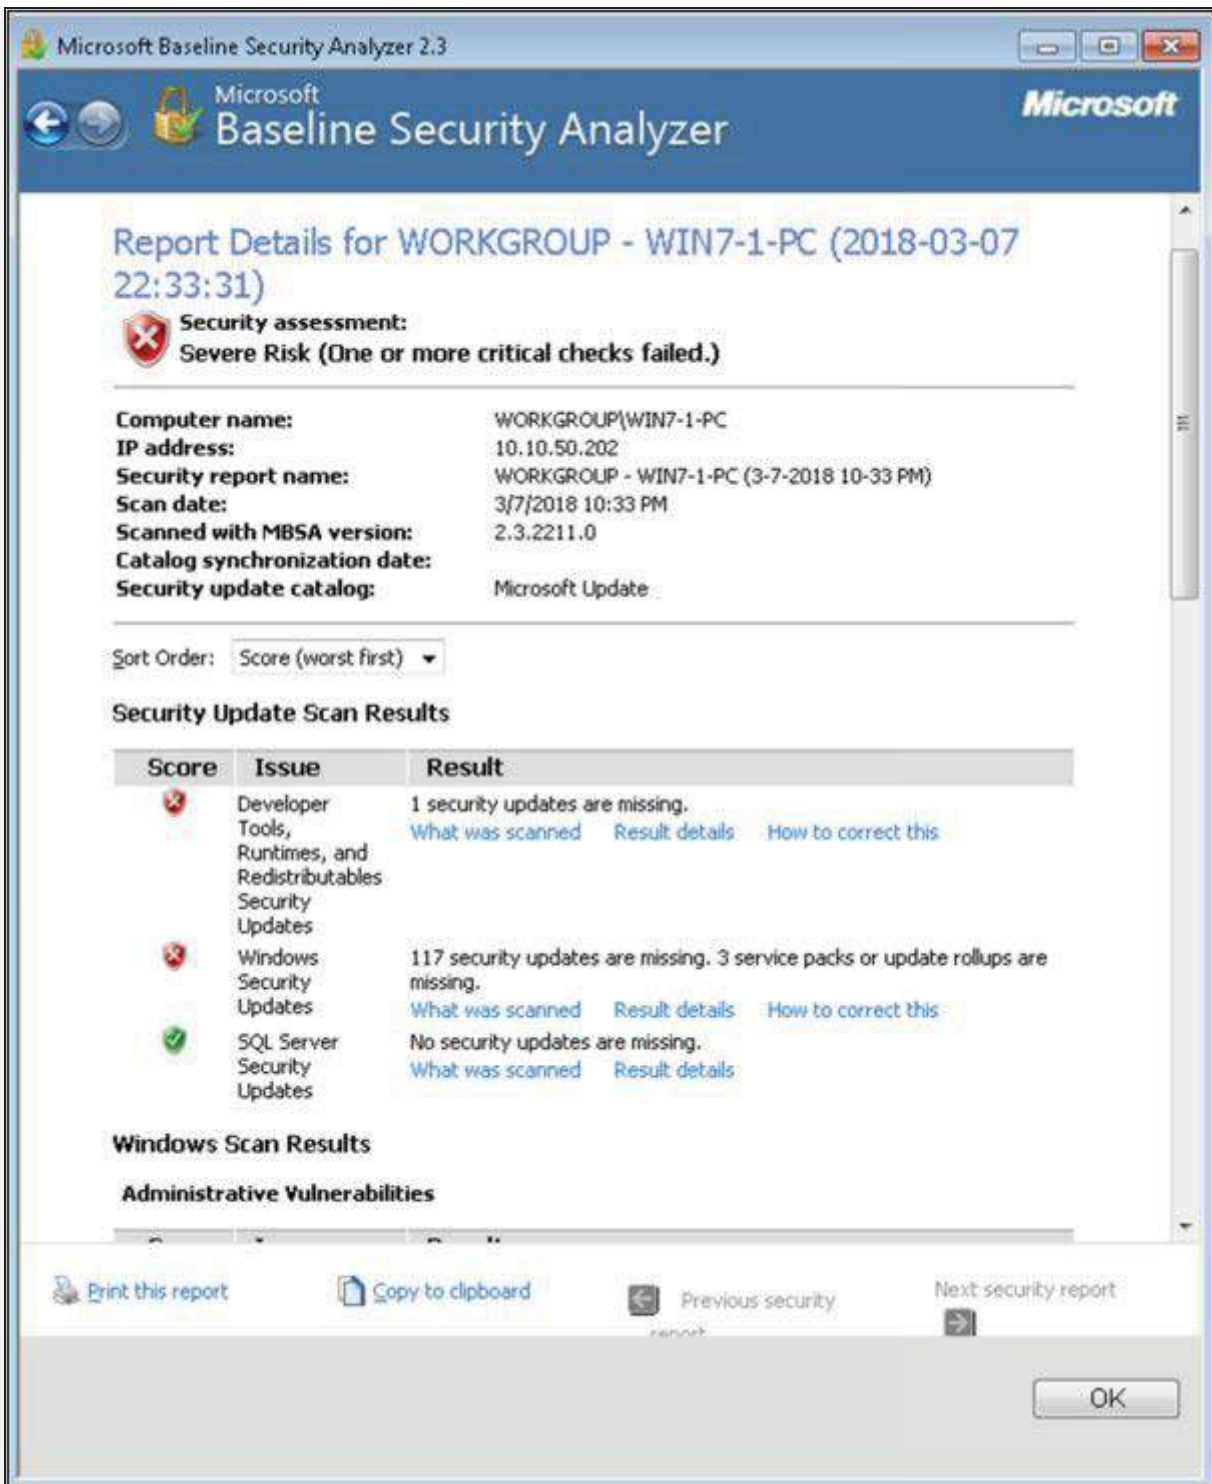 Microsoft Baseline Security Analyzer 2.3
Microsoft
Baseline Security Analyzer
Microsoft
Report Details for WORKGROUP - WIN7-1-PC (2018-03-07
22:33:31)
Security assessment:
Severe Risk (One or more critical checks failed.)
Computer name: WORKGROUP\WIN7-1-PC
IP address: 10.10.50.202
Security report name: WORKGROUP - WIN7-1-PC (3-7-2018 10-33 PM)
Scan date: 3/7/2018 10:33 PM
Scanned with MBSA version: 2.3.2211.0
Catalog synchronization date:
Security update catalog: Microsoft Update
Sort Order: Score (worst first)
Security Update Scan Results
Score Issue Result
Developer 1 security updates are missing.
Tools, What was scanned Result details How to correct this
Runtimes, and
Redistributables
Security
Updates
Windows 117 security updates are missing. 3 service packs or update rollups are
Security missing.
Updates What was scanned Result details How to correct this
SQL Server No security updates are missing.
Security What was scanned Result details
Updates
Windows Scan Results
Administrative Vulnerabilities
Print this report Copy to clipboard Previous security Next security report
report
OK